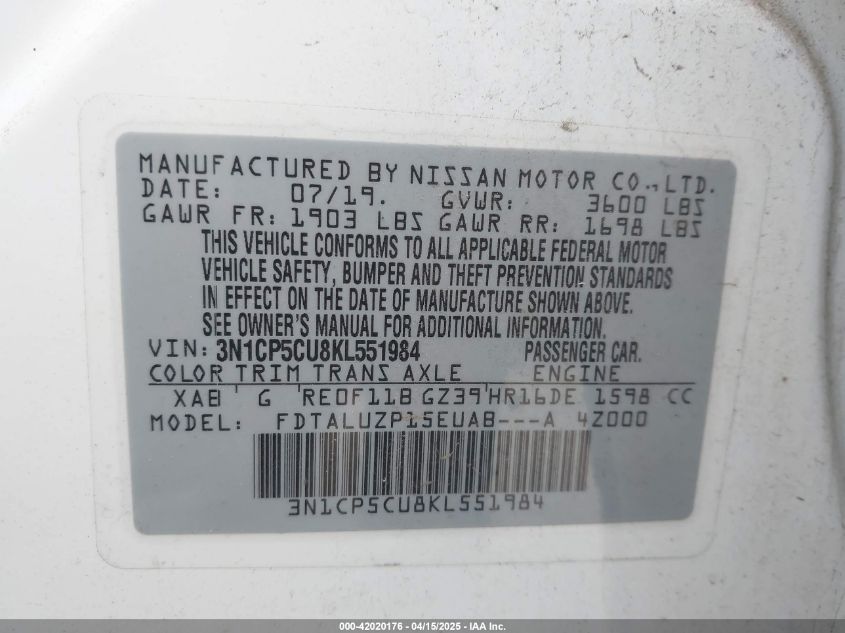 MANUFACTURED BY NISSAN MOTOR CO., LTD.
DATE: 07/19. GVWR: 3600 LBS
GAWR FR: 1903 LBS GAWR RR: 1698 LBS
THIS VEHICLE CONFORMS TO ALL APPLICABLE FEDERAL MOTOR
VEHICLE SAFETY, BUMPER AND THEFT PREVENTION STANDARDS
IN EFFECT ON THE DATE OF MANUFACTURE SHOWN ABOVE.
SEE OWNER'S MANUAL FOR ADDITIONAL INFORMATION.
VIN: 3N1CP5CU8KL551984 PASSENGER CAR.
COLOR TRIM TRANS AXLE ENGINE
XAB G RE0F11B GZ39 HR16DE 1598 CC
MODEL: FDTALUZP15EUAB---A 4Z000
3N1CP5CU8KL551984
000-42020176 - 04/15/2025 - IAA Inc.